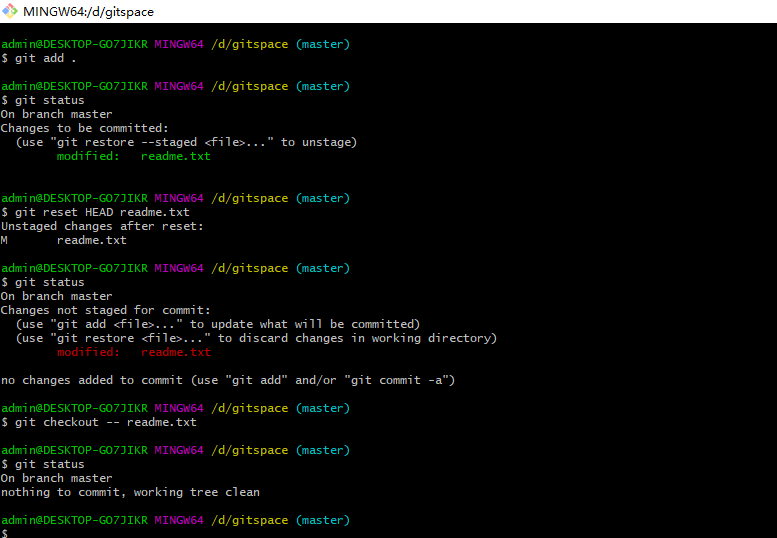 MINGW64:/d/gitspace
admin@DESKTOP-GO7JIKR MINGW64 /d/gitspace (master)
$ git add .
admin@DESKTOP-GO7JIKR MINGW64 /d/gitspace (master)
$ git status
On branch master
Changes to be committed:
  (use "git restore --staged <file>..." to unstage)
        modified:   readme.txt
admin@DESKTOP-GO7JIKR MINGW64 /d/gitspace (master)
$ git reset HEAD readme.txt
Unstaged changes after reset:
M       readme.txt
admin@DESKTOP-GO7JIKR MINGW64 /d/gitspace (master)
$ git status
On branch master
Changes not staged for commit:
  (use "git add <file>..." to update what will be committed)
  (use "git restore <file>..." to discard changes in working directory)
        modified:   readme.txt
no changes added to commit (use "git add" and/or "git commit -a")
admin@DESKTOP-GO7JIKR MINGW64 /d/gitspace (master)
$ git checkout -- readme.txt
admin@DESKTOP-GO7JIKR MINGW64 /d/gitspace (master)
$ git status
On branch master
nothing to commit, working tree clean
admin@DESKTOP-GO7JIKR MINGW64 /d/gitspace (master)
$